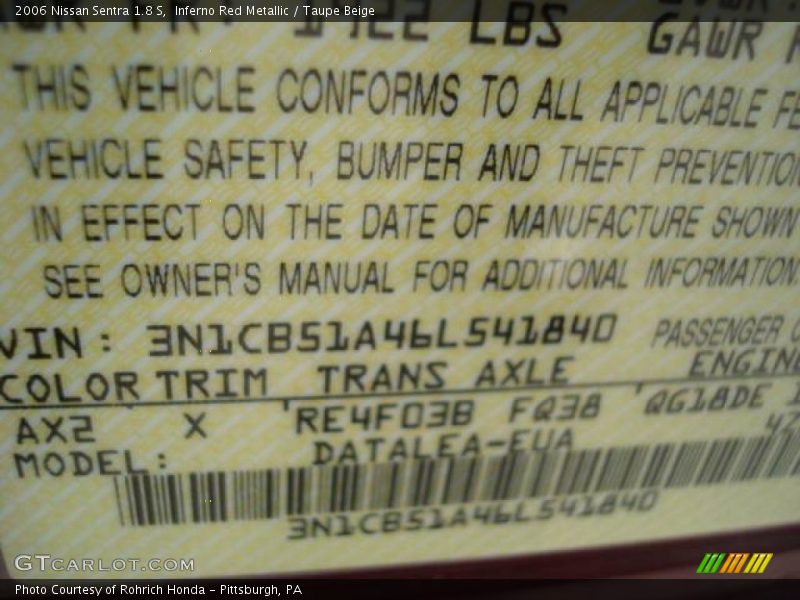 2006 Nissan Sentra 1.8 S, Inferno Red Metallic / Taupe Beige
LBS GAWR
THIS VEHICLE CONFORMS TO ALL APPLICABLE FE
VEHICLE SAFETY, BUMPER AND THEFT PREVENTION
IN EFFECT ON THE DATE OF MANUFACTURE SHOWN
SEE OWNER'S MANUAL FOR ADDITIONAL INFORMATION.
VIN: 3N1CB51A46L541840 PASSENGER C
COLOR TRIM TRANS AXLE ENGINE
AX2 X RE4F03B FQ38 QG18DE
MODEL: DATALEA-EUA
3N1CB51A46L541840
GTCARLOT.COM
Photo Courtesy of Rohrich Honda - Pittsburgh, PA